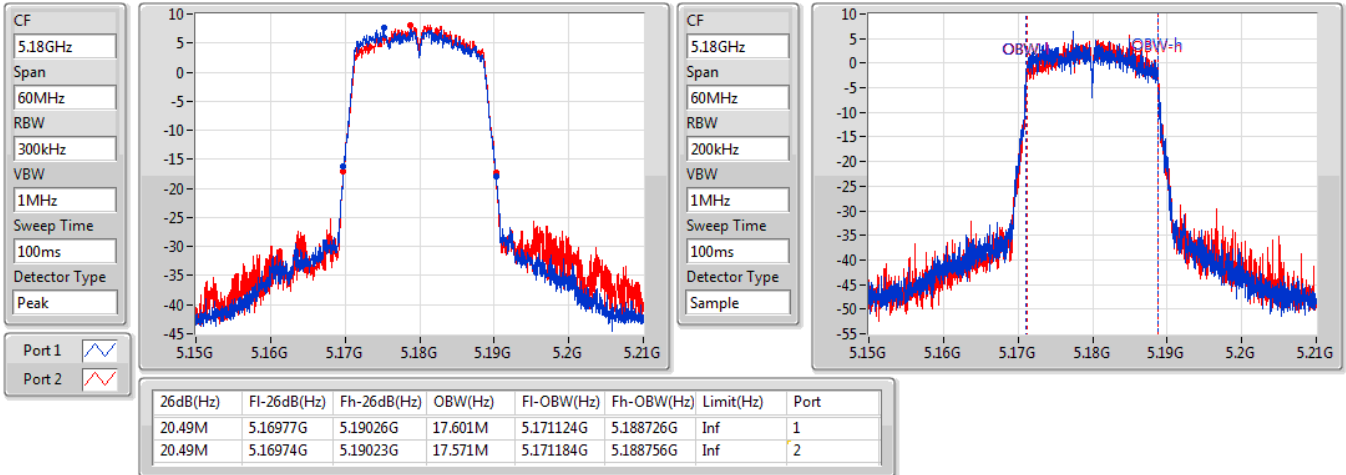 CF
5.18GHz
Span
60MHz
RBW
300kHz
VBW
1MHz
Sweep Time
100ms
Detector Type
Peak
Port 1
Port 2
10-
5-
0-
-5-
-10-
-15-
-20-
-25-
-30-
-35-
-40-
-45-
5.15G 5.16G 5.17G 5.18G 5.19G 5.2G 5.21G
CF
5.18GHz
Span
60MHz
RBW
200kHz
VBW
1MHz
Sweep Time
100ms
Detector Type
Sample
10-
5-
0-
-5-
-10-
-15-
-20-
-25-
-30-
-35-
-40-
-45-
-50-
-55-
OBW-h
5.15G 5.16G 5.17G 5.18G 5.19G 5.2G 5.21G
26dB(Hz) Fl-26dB(Hz) Fh-26dB(Hz) OBW(Hz) Fl-OBW(Hz) Fh-OBW(Hz) Limit(Hz) Port
20.49M 5.16977G 5.19026G 17.601M 5.171124G 5.188726G Inf 1
20.49M 5.16974G 5.19023G 17.571M 5.171184G 5.188756G Inf 2